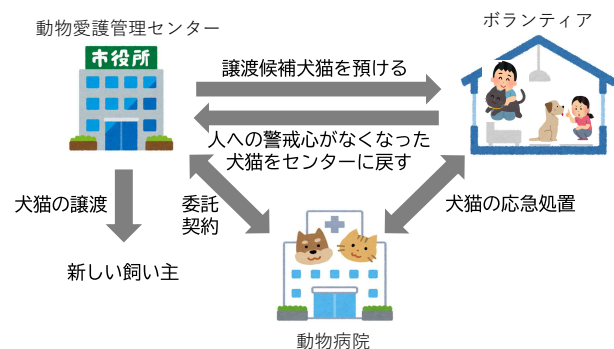 動物愛護管理センター
ボランティア
市役所
譲渡候補犬猫を預ける
人への警戒心がなくなった
犬猫をセンターに戻す
犬猫の譲渡
委託
契約
犬猫の応急処置
新しい飼い主
動物病院